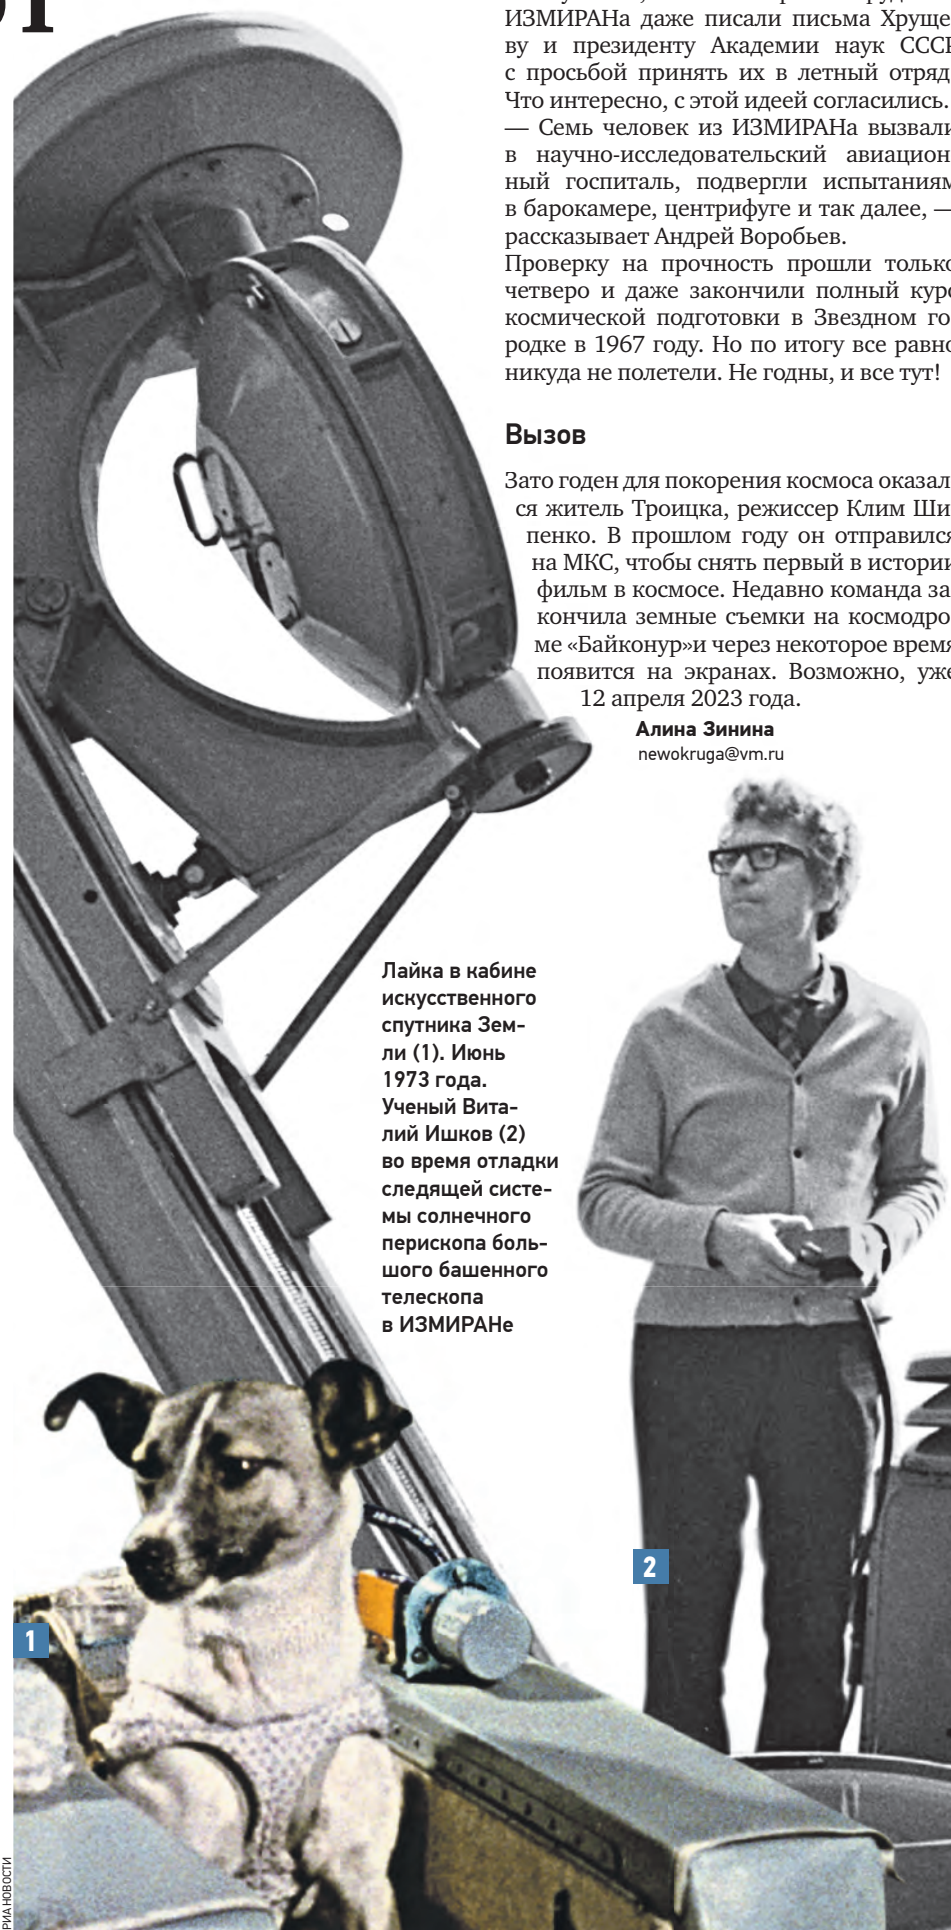 ИЗМИРАНа даже писали письма Хруще
ву и президенту Академии наук СССР
с просьбой принять их в летный отряд
Что интересно, с этой идеей согласились.
— Семь человек из ИЗМИРАНа вызвали
в научно-исследовательский авиацион
ный госпиталь, подвергли испытаниям
в барокамере, центрифуге и так далее, —
рассказывает Андрей Воробьев.
Проверку на прочность прошли только
четверо и даже закончили полный курс
космической подготовки в Звездном го
родке в 1967 году. Но по итогу все равно
никуда не полетели. Не годны, и все тут!
Вызов
Зато годен для покорения космоса оказал
ся житель Троицка, режиссер Клим Ши
пенко. В прошлом году он отправился
на МКС, чтобы снять первый в истории
фильм в космосе. Недавно команда за
кончила земные съемки на космодро
ме «Байконур»и через некоторое время
появится на экранах. Возможно, уже
12 апреля 2023 года.
Алина Зинина
newokruga@vm.ru
Лайка в кабине
искусственного
спутника Зем-
ли (1). Июнь
1973 года.
Ученый Вита-
лий Ишков (2)
во время отладки
следящей систе-
мы солнечного
перископа боль-
шого башенного
телескопа
в ИЗМИРАНе
2
1
РИА НОВОСТИ